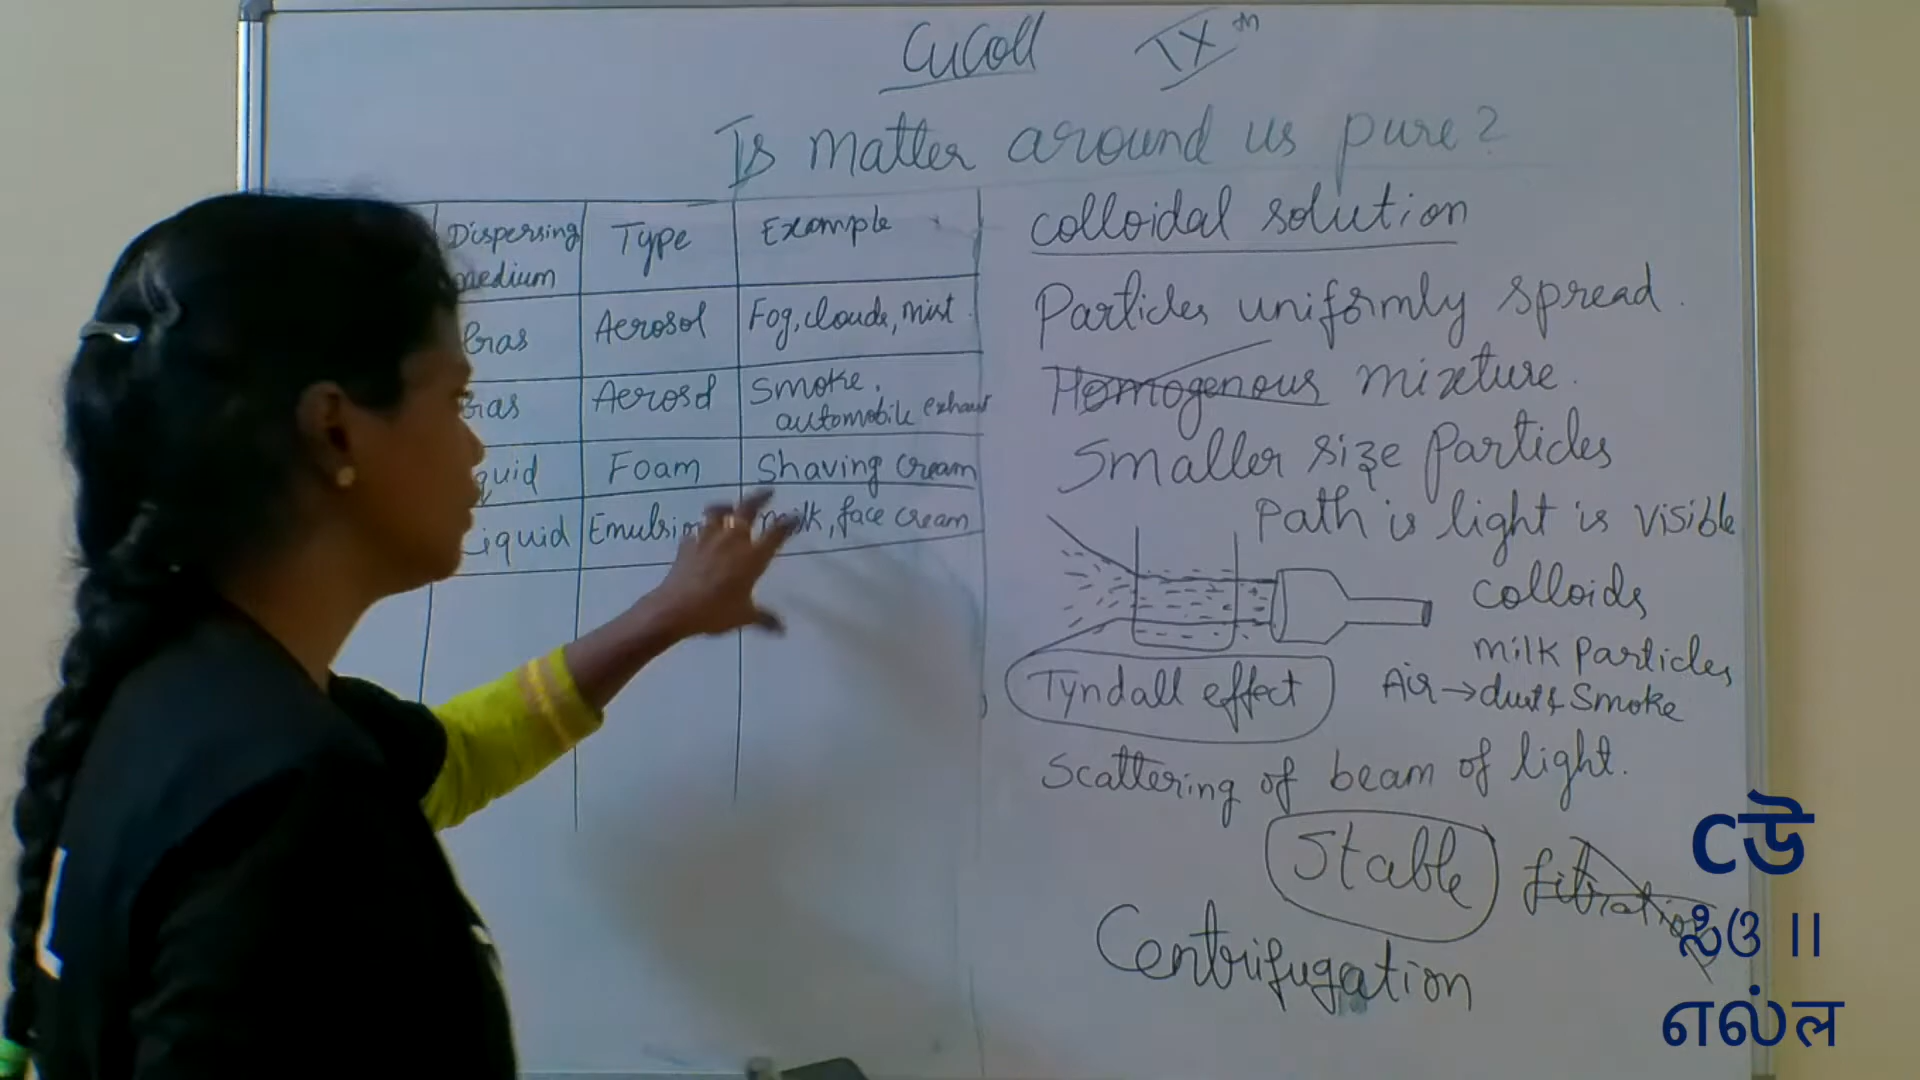 CuColl IX th
Is matter around us pure?
Dispersing medium Type Example
Gas Aerosol Fog, clouds, mist
Gas Aerosol Smoke, automobile exhaust
quid Foam Shaving cream
Liquid Emulsion milk, face cream
colloidal solution
Particles uniformly spread.
Homogenous mixture.
Smaller size particles
Path is light is visible
colloids
milk particles
Air → dust & Smoke
Tyndall effect
Scattering of beam of light.
Stable
Centrifugation
Cউ
எல்ल